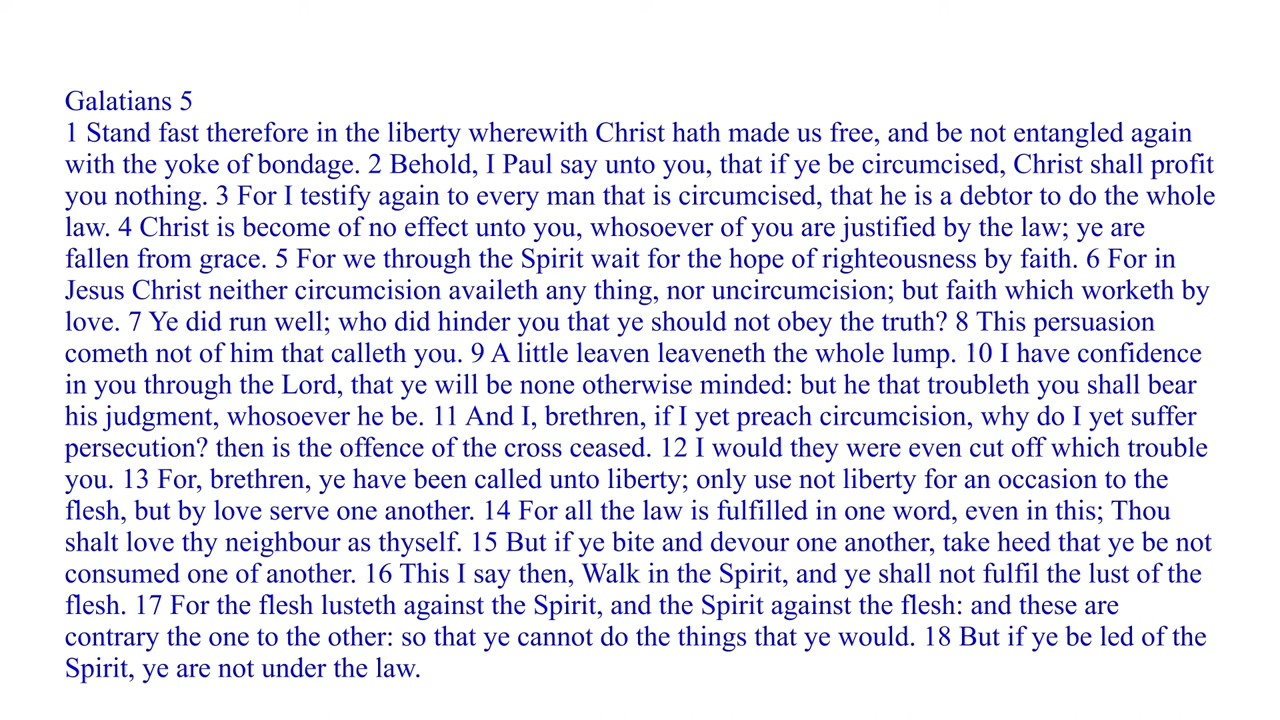 Galatians 5
1 Stand fast therefore in the liberty wherewith Christ hath made us free, and be not entangled again
with the yoke of bondage. 2 Behold, I Paul say unto you, that if ye be circumcised, Christ shall profit
you nothing. 3 For I testify again to every man that is circumcised, that he is a debtor to do the whole
law. 4 Christ is become of no effect unto you, whosoever of you are justified by the law; ye are
fallen from grace. 5 For we through the Spirit wait for the hope of righteousness by faith. 6 For in
Jesus Christ neither circumcision availeth any thing, nor uncircumcision; but faith which worketh by
love. 7 Ye did run well; who did hinder you that ye should not obey the truth? 8 This persuasion
cometh not of him that calleth you. 9 A little leaven leaveneth the whole lump. 10 I have confidence
in you through the Lord, that ye will be none otherwise minded: but he that troubleth you shall bear
his judgment, whosoever he be. 11 And I, brethren, if I yet preach circumcision, why do I yet suffer
persecution? then is the offence of the cross ceased. 12 I would they were even cut off which trouble
you. 13 For, brethren, ye have been called unto liberty; only use not liberty for an occasion to the
flesh, but by love serve one another. 14 For all the law is fulfilled in one word, even in this; Thou
shalt love thy neighbour as thyself. 15 But if ye bite and devour one another, take heed that ye be not
consumed one of another. 16 This I say then, Walk in the Spirit, and ye shall not fulfil the lust of the
flesh. 17 For the flesh lusteth against the Spirit, and the Spirit against the flesh: and these are
contrary the one to the other: so that ye cannot do the things that ye would. 18 But if ye be led of the
Spirit, ye are not under the law.